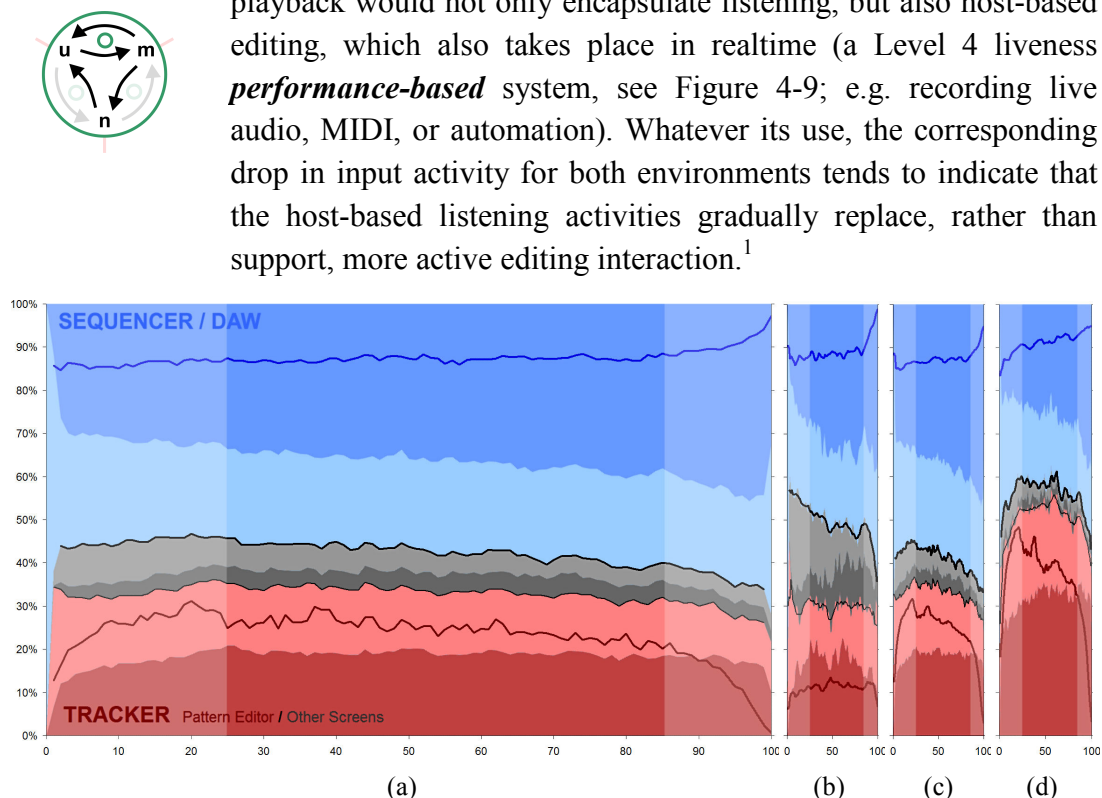 playback would not only encapsulate listening, but also host-based
editing, which also takes place in realtime (a Level 4 liveness
performance-based system, see Figure 4-9; e.g. recording live
audio, MIDI, or automation). Whatever its use, the corresponding
drop in input activity for both environments tends to indicate that
the host-based listening activities gradually replace, rather than
support, more active editing interaction.1
u m
n
100%
90%
80%
70%
60%
50%
40%
30%
20%
10%
0%
SEQUENCER / DAW
TRACKER Pattern Editor / Other Screens
0 10 20 30 40 50 60 70 80 90 100
0 50 100
0 50 100
0 50 100
(a) (b) (c) (d)